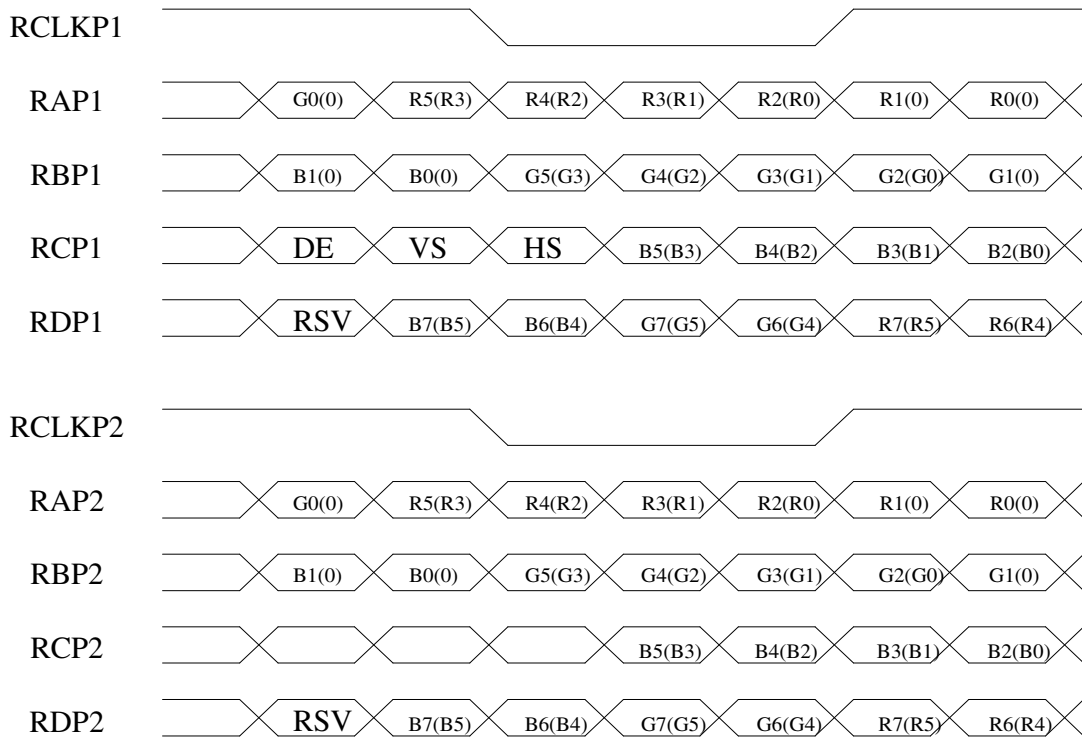 RCLKP1
RAP1 G0(0) R5(R3) R4(R2) R3(R1) R2(R0) R1(0) R0(0)
RBP1 B1(0) B0(0) G5(G3) G4(G2) G3(G1) G2(G0) G1(0)
RCP1 DE VS HS B5(B3) B4(B2) B3(B1) B2(B0)
RDP1 RSV B7(B5) B6(B4) G7(G5) G6(G4) R7(R5) R6(R4)
RCLKP2
RAP2 G0(0) R5(R3) R4(R2) R3(R1) R2(R0) R1(0) R0(0)
RBP2 B1(0) B0(0) G5(G3) G4(G2) G3(G1) G2(G0) G1(0)
RCP2 B5(B3) B4(B2) B3(B1) B2(B0)
RDP2 RSV B7(B5) B6(B4) G7(G5) G6(G4) R7(R5) R6(R4)